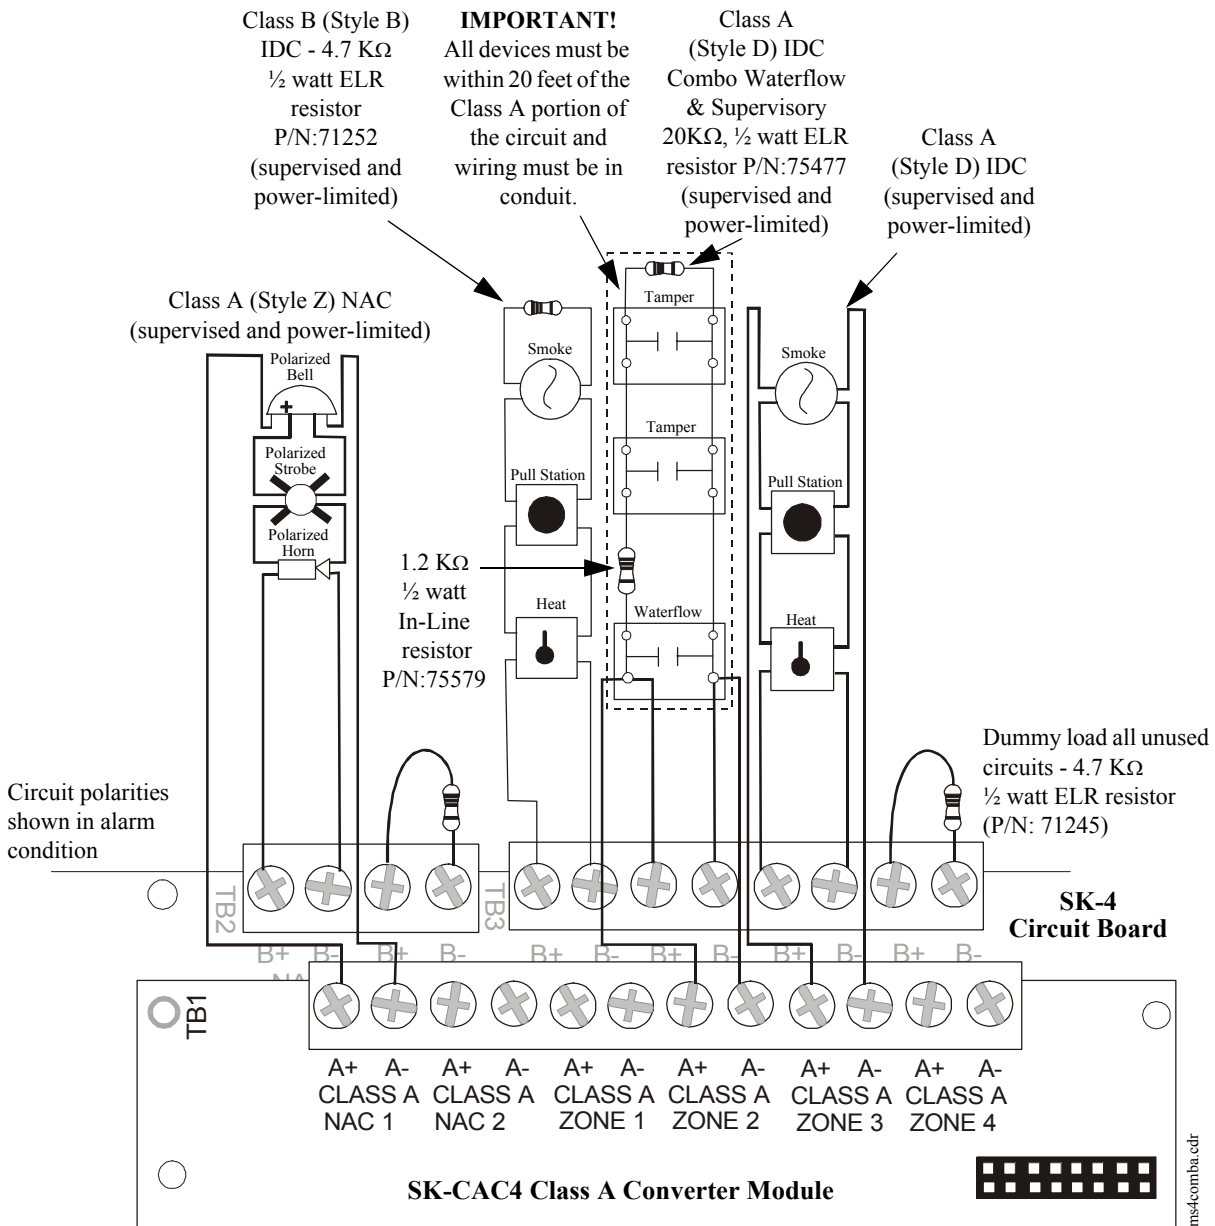 Class B (Style B)
IDC - 4.7 KΩ
½ watt ELR
resistor
P/N:71252
(supervised and
power-limited)
IMPORTANT!
All devices must be
within 20 feet of the
Class A portion of
the circuit and
wiring must be in
conduit.
Class A
(Style D) IDC
Combo Waterflow
& Supervisory
20KΩ, ½ watt ELR
resistor P/N:75477
(supervised and
power-limited)
Class A
(Style D) IDC
(supervised and
power-limited)
Class A (Style Z) NAC
(supervised and power-limited)
Polarized
Bell
+
Polarized
Strobe
Polarized
Horn
Smoke
Pull Station
Heat
1.2 KΩ
½ watt
In-Line
resistor
P/N:75579
Tamper
Tamper
Waterflow
Smoke
Pull Station
Heat
Circuit polarities
shown in alarm
condition
Dummy load all unused
circuits - 4.7 KΩ
½ watt ELR resistor
(P/N: 71245)
TB2
TB3
SK-4
Circuit Board
B+ B- B+ B- B+ B- B+ B- B+ B- B+ B-
TB1
A+ A- A+ A- A+ A- A+ A- A+ A- A+ A-
CLASS A CLASS A CLASS A CLASS A CLASS A CLASS A
NAC 1 NAC 2 ZONE 1 ZONE 2 ZONE 3 ZONE 4
SK-CAC4 Class A Converter Module
ms4comba.cdr